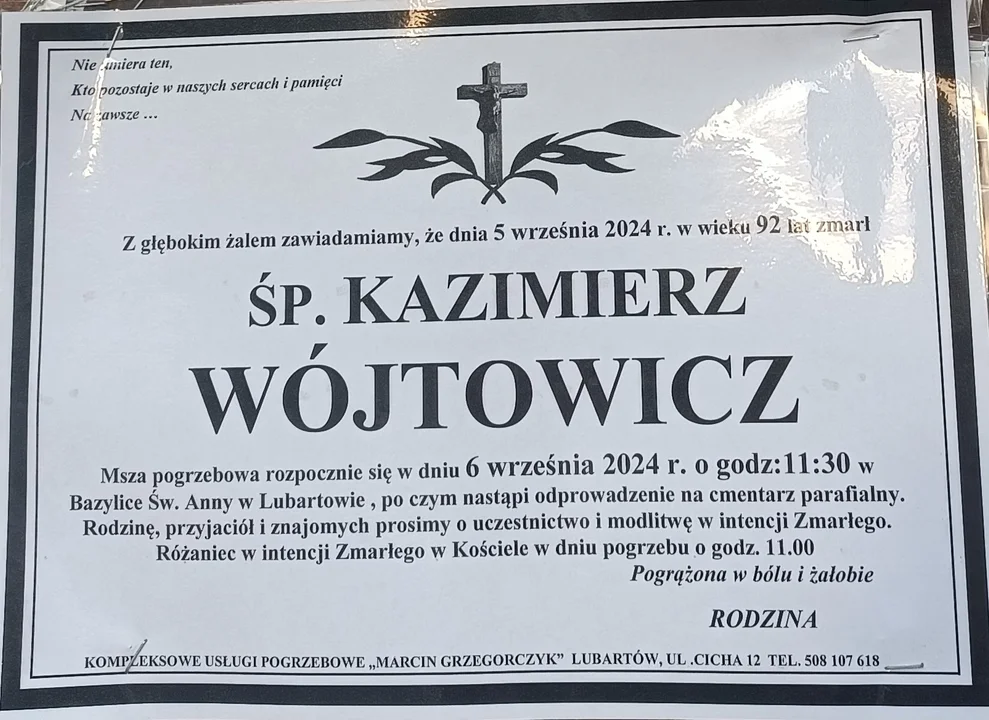 Nie umiera ten,
Kto pozostaje w naszych sercach i pamięci
Na zawsze ...
Z głębokim żalem zawiadamiamy, że dnia 5 września 2024 r. w wieku 92 lat zmarł
ŚP. KAZIMIERZ
WÓJTOWICZ
Msza pogrzebowa rozpocznie się w dniu 6 września 2024 r. o godz:11:30 w
Bazylice Św. Anny w Lubartowie , po czym nastąpi odprowadzenie na cmentarz parafialny.
Rodzinę, przyjaciół i znajomych prosimy o uczestnictwo i modlitwę w intencji Zmarłego.
Różaniec w intencji Zmarłego w Kościele w dniu pogrzebu o godz. 11.00
Pogrążona w bólu i żałobie
RODZINA
KOMPLEKSOWE USŁUGI POGRZEBOWE „MARCIN GRZEGORCZYK” LUBARTÓW, UL .CICHA 12 TEL. 508 107 618